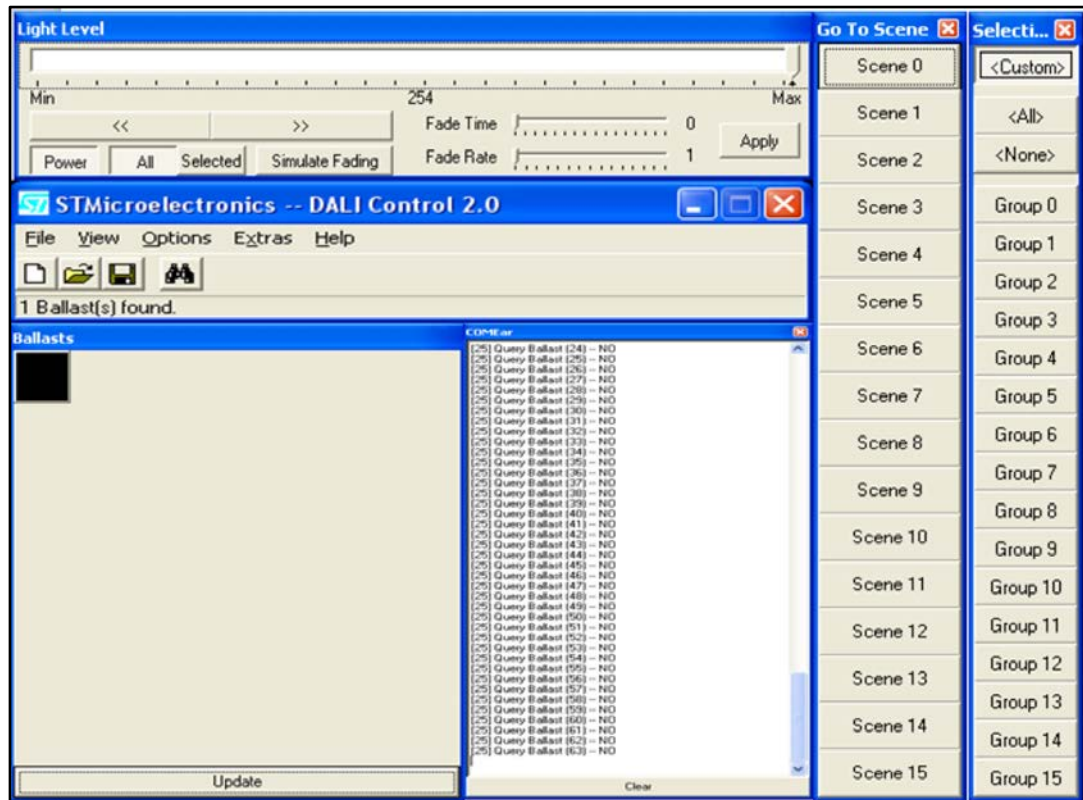 Light Level
Min 254 Max
<< >> Fade Time 0
Power All Selected Simulate Fading Fade Rate 1 Apply
STMicroelectronics -- DALI Control 2.0
File View Options Extras Help
1 Ballast(s) found.
Ballasts
Update
COMEar
[25] Query Ballast (24) -- NO
[25] Query Ballast (25) -- NO
[25] Query Ballast (26) -- NO
[25] Query Ballast (27) -- NO
[25] Query Ballast (28) -- NO
[25] Query Ballast (29) -- NO
[25] Query Ballast (30) -- NO
[25] Query Ballast (31) -- NO
[25] Query Ballast (32) -- NO
[25] Query Ballast (33) -- NO
[25] Query Ballast (34) -- NO
[25] Query Ballast (35) -- NO
[25] Query Ballast (36) -- NO
[25] Query Ballast (37) -- NO
[25] Query Ballast (38) -- NO
[25] Query Ballast (39) -- NO
[25] Query Ballast (40) -- NO
[25] Query Ballast (41) -- NO
[25] Query Ballast (42) -- NO
[25] Query Ballast (43) -- NO
[25] Query Ballast (44) -- NO
[25] Query Ballast (45) -- NO
[25] Query Ballast (46) -- NO
[25] Query Ballast (47) -- NO
[25] Query Ballast (48) -- NO
[25] Query Ballast (49) -- NO
[25] Query Ballast (50) -- NO
[25] Query Ballast (51) -- NO
[25] Query Ballast (52) -- NO
[25] Query Ballast (53) -- NO
[25] Query Ballast (54) -- NO
[25] Query Ballast (55) -- NO
[25] Query Ballast (56) -- NO
[25] Query Ballast (57) -- NO
[25] Query Ballast (58) -- NO
[25] Query Ballast (59) -- NO
[25] Query Ballast (60) -- NO
[25] Query Ballast (61) -- NO
[25] Query Ballast (62) -- NO
[25] Query Ballast (63) -- NO
Clear
Go To Scene
Scene 0
Scene 1
Scene 2
Scene 3
Scene 4
Scene 5
Scene 6
Scene 7
Scene 8
Scene 9
Scene 10
Scene 11
Scene 12
Scene 13
Scene 14
Scene 15
Selecti...
<Custom>
<All>
<None>
Group 0
Group 1
Group 2
Group 3
Group 4
Group 5
Group 6
Group 7
Group 8
Group 9
Group 10
Group 11
Group 12
Group 13
Group 14
Group 15